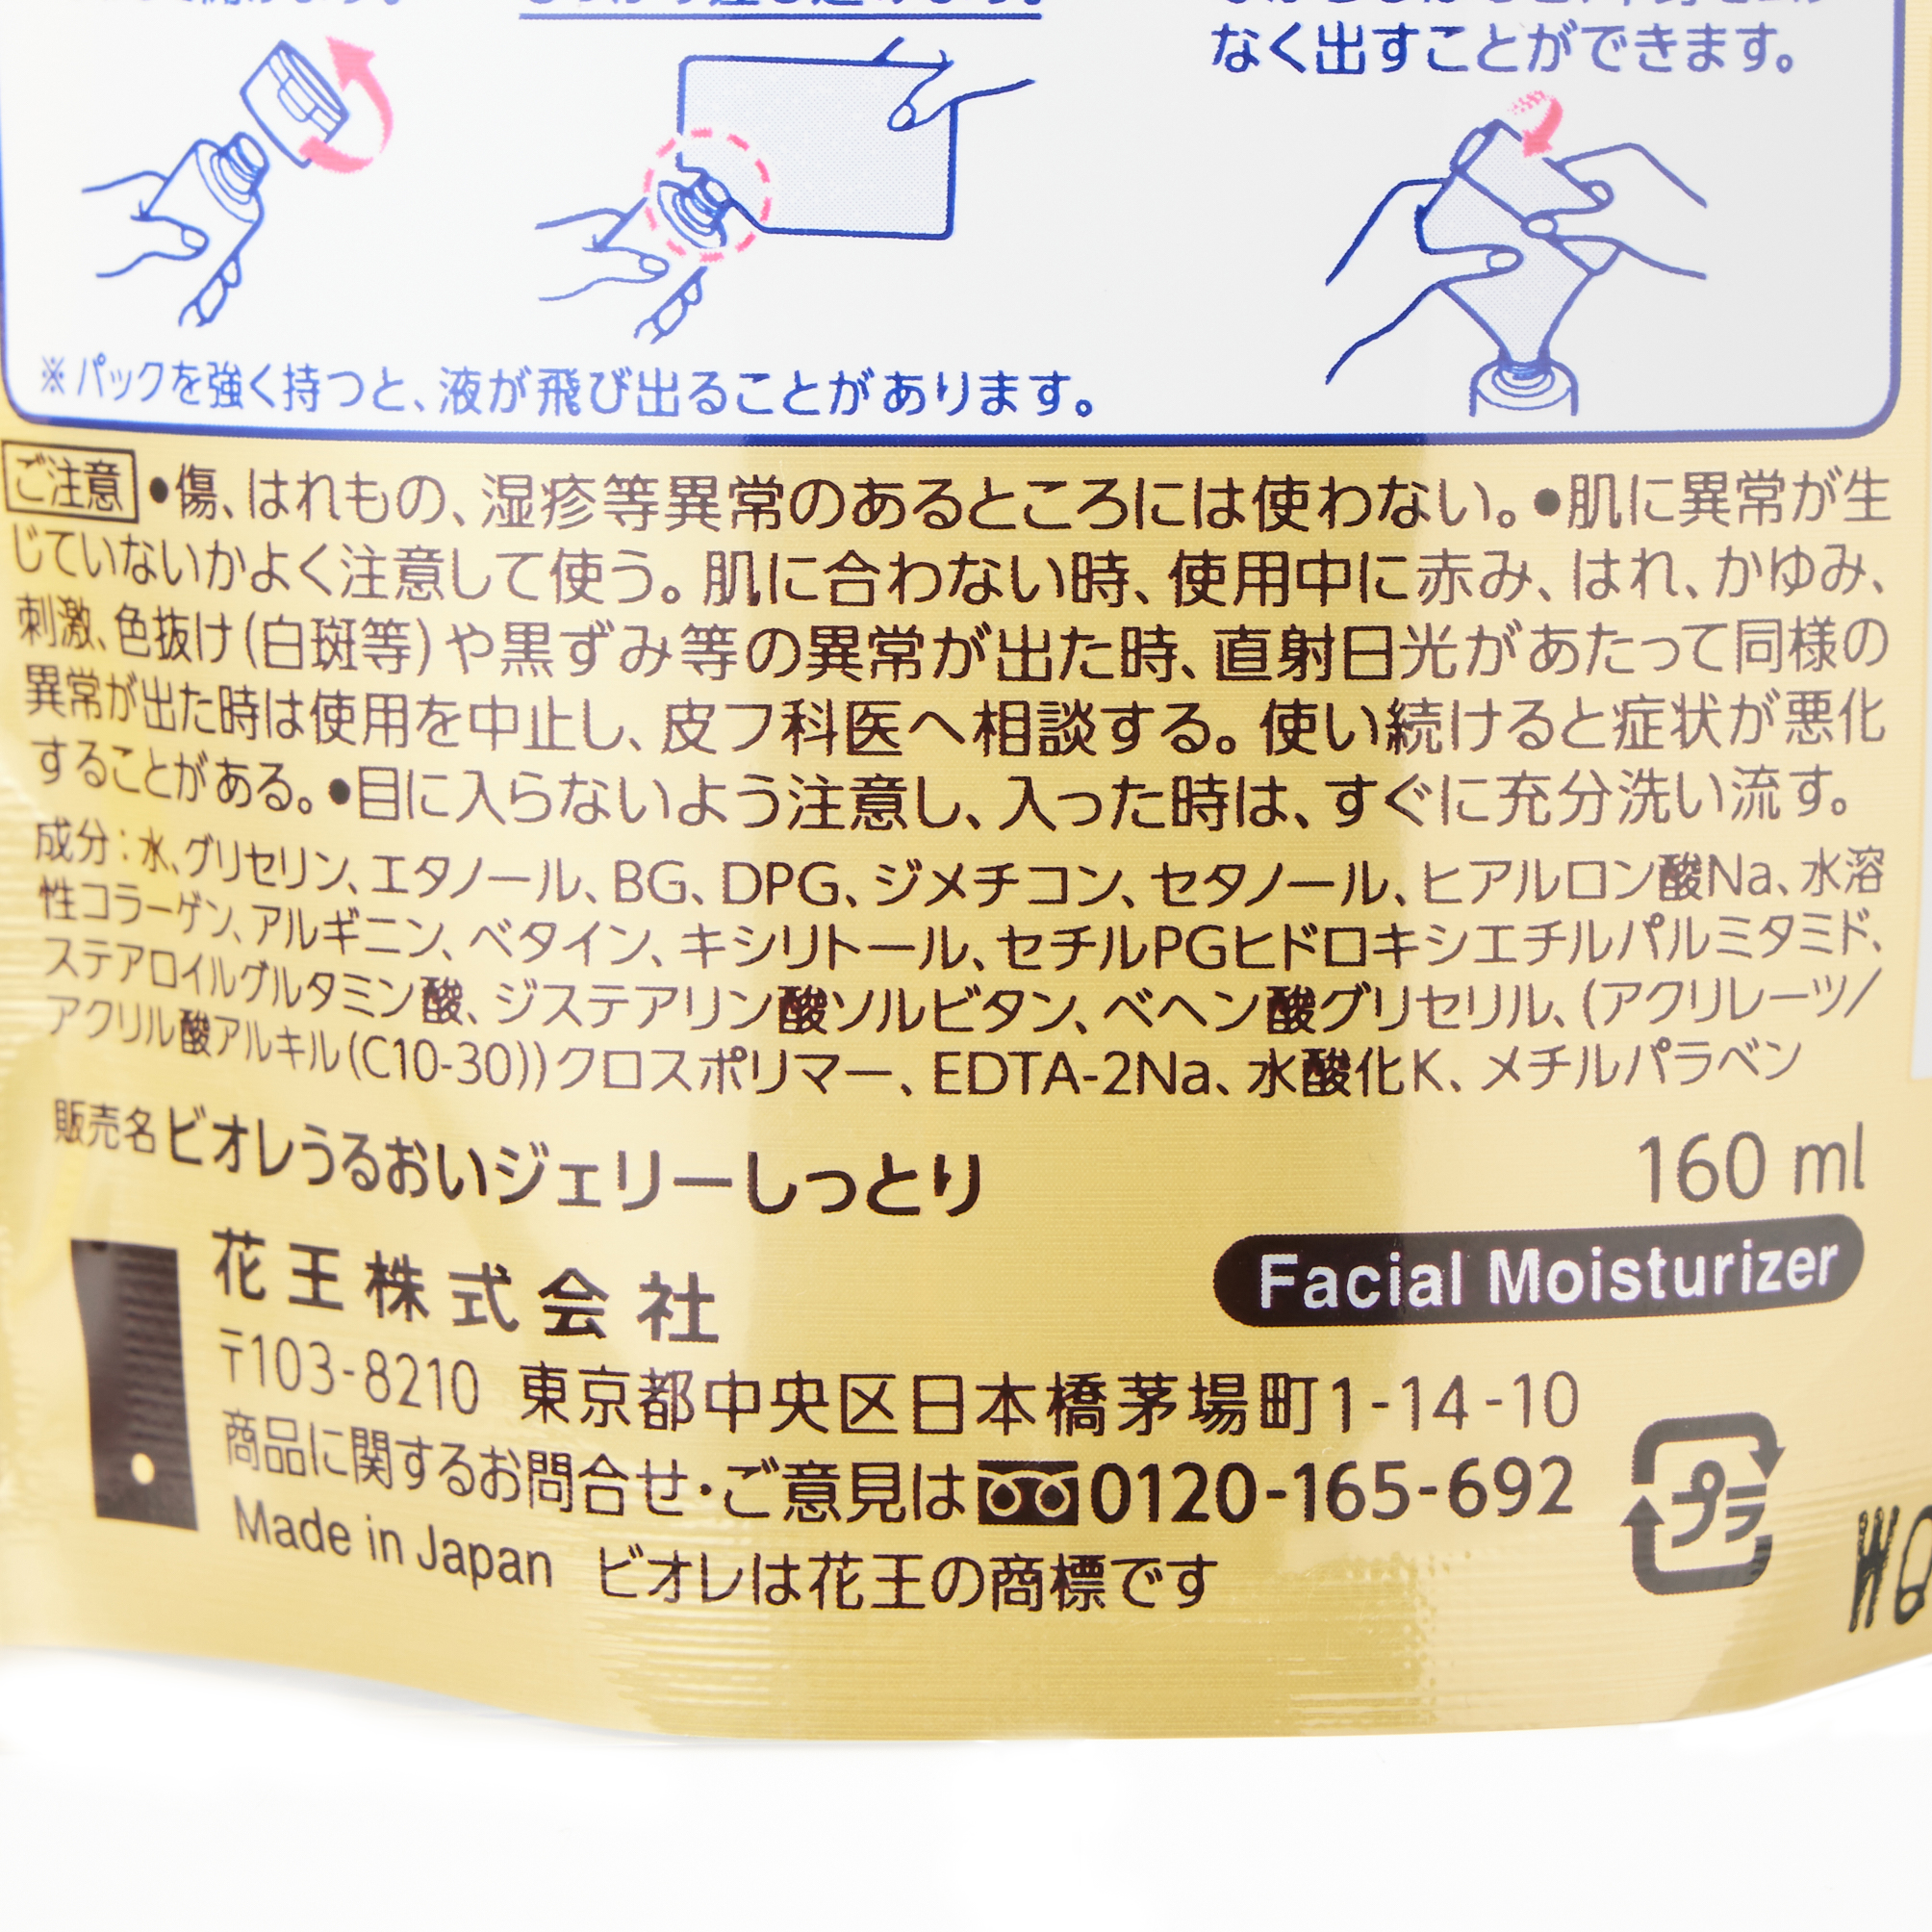 なく出すことができます。
※パックを強く持つと、液が飛び出ることがあります。
ご注意 ●傷、はれもの、湿疹等異常のあるところには使わない。●肌に異常が生
じていないかよく注意して使う。肌に合わない時、使用中に赤み、はれ、かゆみ、
刺激、色抜け(白斑等)や黒ずみ等の異常が出た時、直射日光があたって同様の
異常が出た時は使用を中止し、皮フ科医へ相談する。使い続けると症状が悪化
することがある。●目に入らないよう注意し、入った時は、すぐに充分洗い流す。
成分:水、グリセリン、エタノール、BG、DPG、ジメチコン、セタノール、ヒアルロン酸Na、水溶
性コラーゲン、アルギニン、ベタイン、キシリトール、セチルPGヒドロキシエチルパルミタミド、
ステアロイルグルタミン酸、ジステアリン酸ソルビタン、ベヘン酸グリセリル、(アクリレーツ/
アクリル酸アルキル(C10-30))クロスポリマー、EDTA-2Na、水酸化K、メチルパラベン
販売名 ビオレうるおいジェリーしっとり
160 ml
Facial Moisturizer
花王株式会社
〒103-8210 東京都中央区日本橋茅場町1-14-10
商品に関するお問合せ・ご意見は0120-165-692
プラ
Made in Japan ビオレは花王の商標です